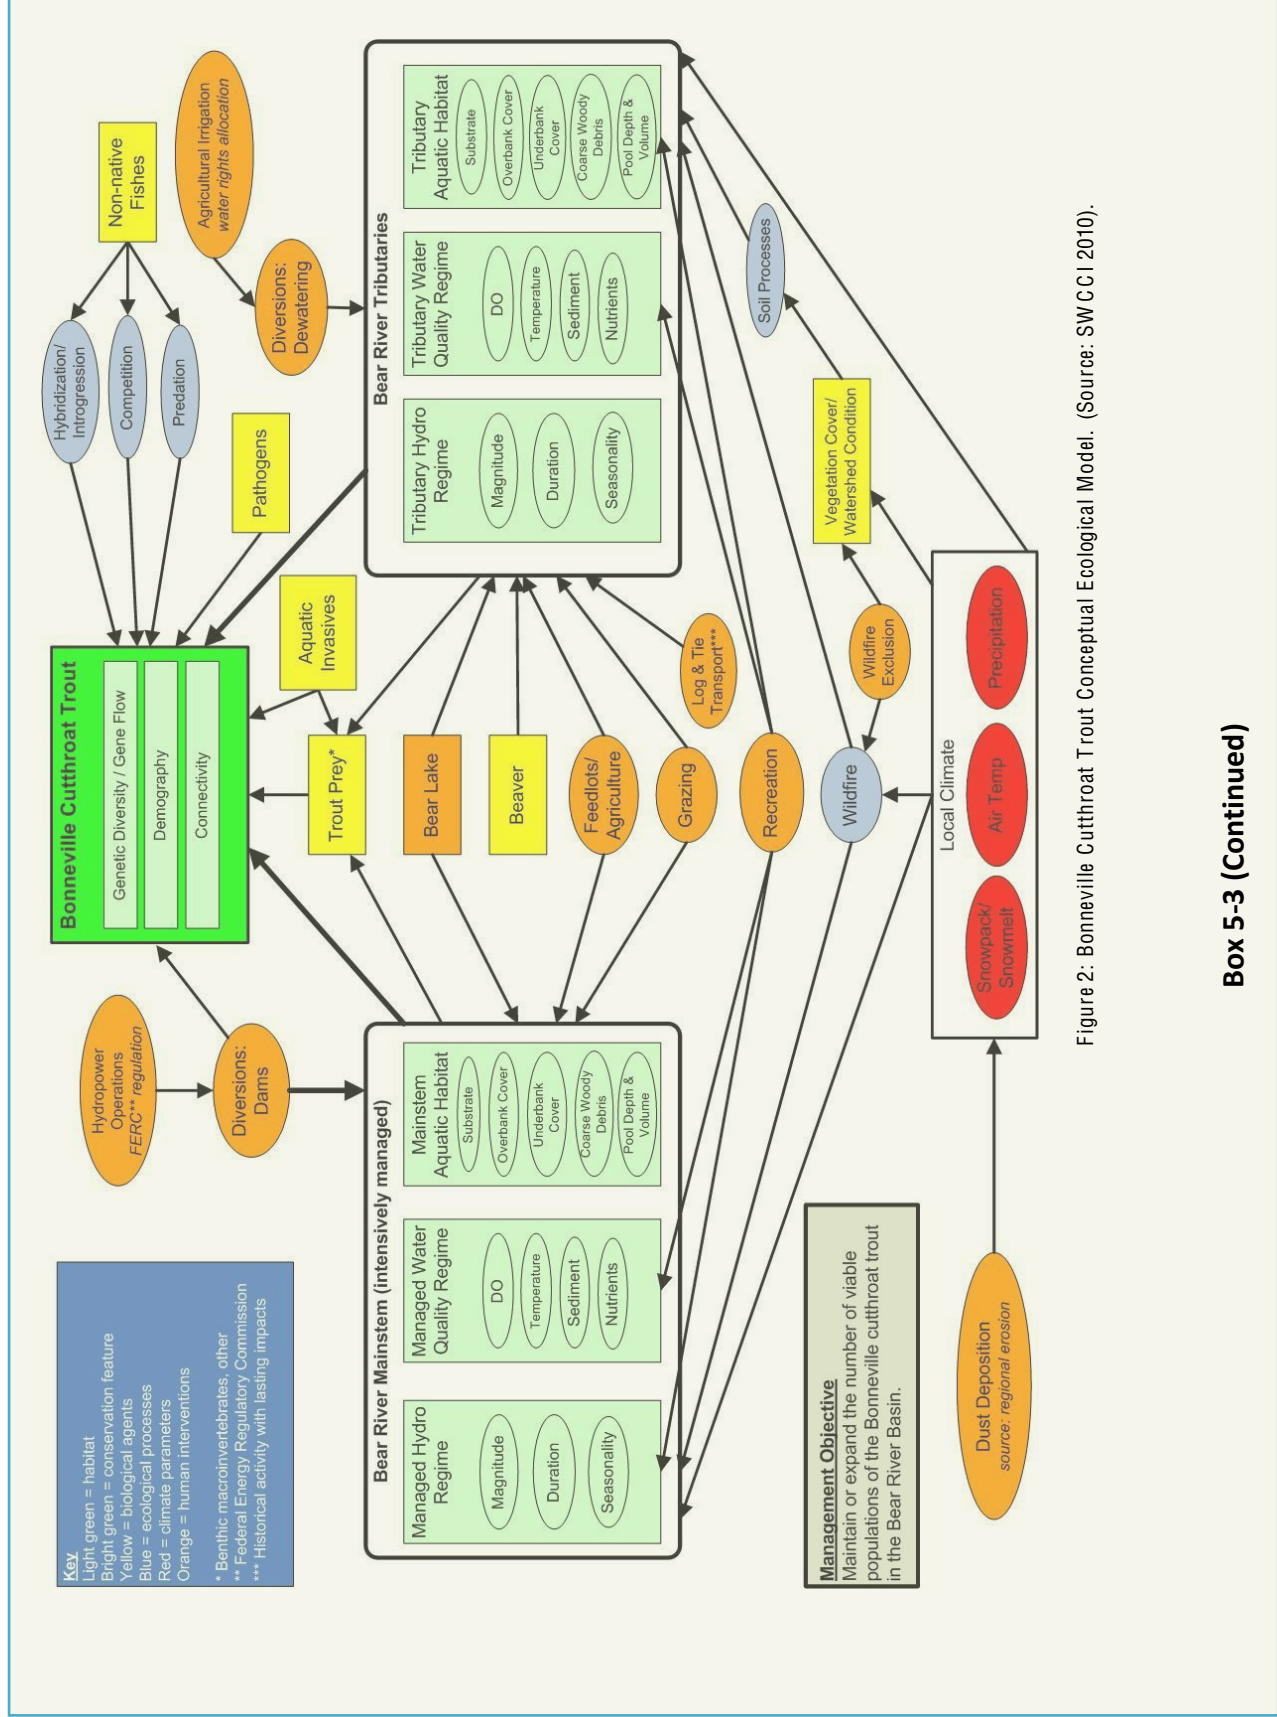 Key
Light green = habitat
Bright green = conservation feature
Yellow = biological agents
Blue = ecological processes
Red = climate parameters
Orange = human interventions
* Benthic macroinvertebrates, other
** Federal Energy Regulatory Commission
*** Historical activity with lasting impacts
Hydropower
Operations
FERC** regulation
Diversions:
Dams
Bonneville Cutthroat Trout
Genetic Diversity / Gene Flow
Demography
Connectivity
Hybridization/
Introgression
Competition
Predation
Non-native
Fishes
Pathogens
Aquatic
Invasives
Agricultural Irrigation
water rights allocation
Diversions:
Dewatering
Bear River Mainstem (intensively managed)
Managed Hydro
Regime
Magnitude
Duration
Seasonality
Managed Water
Quality Regime
DO
Temperature
Sediment
Nutrients
Mainstem
Aquatic Habitat
Substrate
Overbank Cover
Underbank
Cover
Coarse Woody
Debris
Pool Depth &
Volume
Trout Prey*
Bear Lake
Beaver
Feedlots/
Agriculture
Grazing
Recreation
Wildfire
Log & Tie
Transport***
Wildfire
Exclusion
Bear River Tributaries
Tributary Hydro
Regime
Magnitude
Duration
Seasonality
Tributary Water
Quality Regime
DO
Temperature
Sediment
Nutrients
Tributary
Aquatic Habitat
Substrate
Overbank Cover
Underbank
Cover
Coarse Woody
Debris
Pool Depth &
Volume
Vegetation Cover/
Watershed Condition
Soil Processes
Management Objective
Maintain or expand the number of viable
populations of the Bonneville cutthroat trout
in the Bear River Basin.
Dust Deposition
source: regional erosion
Local Climate
Snowpack/
Snowmelt
Air Temp
Precipitation
Figure 2: Bonneville Cutthroat Trout Conceptual Ecological Model. (Source: SWCCI 2010).
Box 5-3 (Continued)